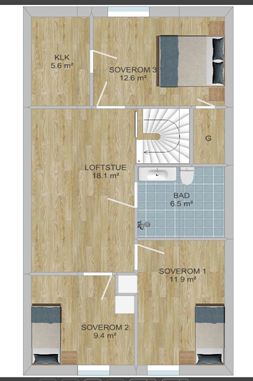 KLK
5.6 m²
SOVEROM 3
12.6 m²
G
LOFTSTUE
18.1 m²
BAD
6.5 m²
SOVEROM 1
11.9 m²
SOVEROM 2
9.4 m²